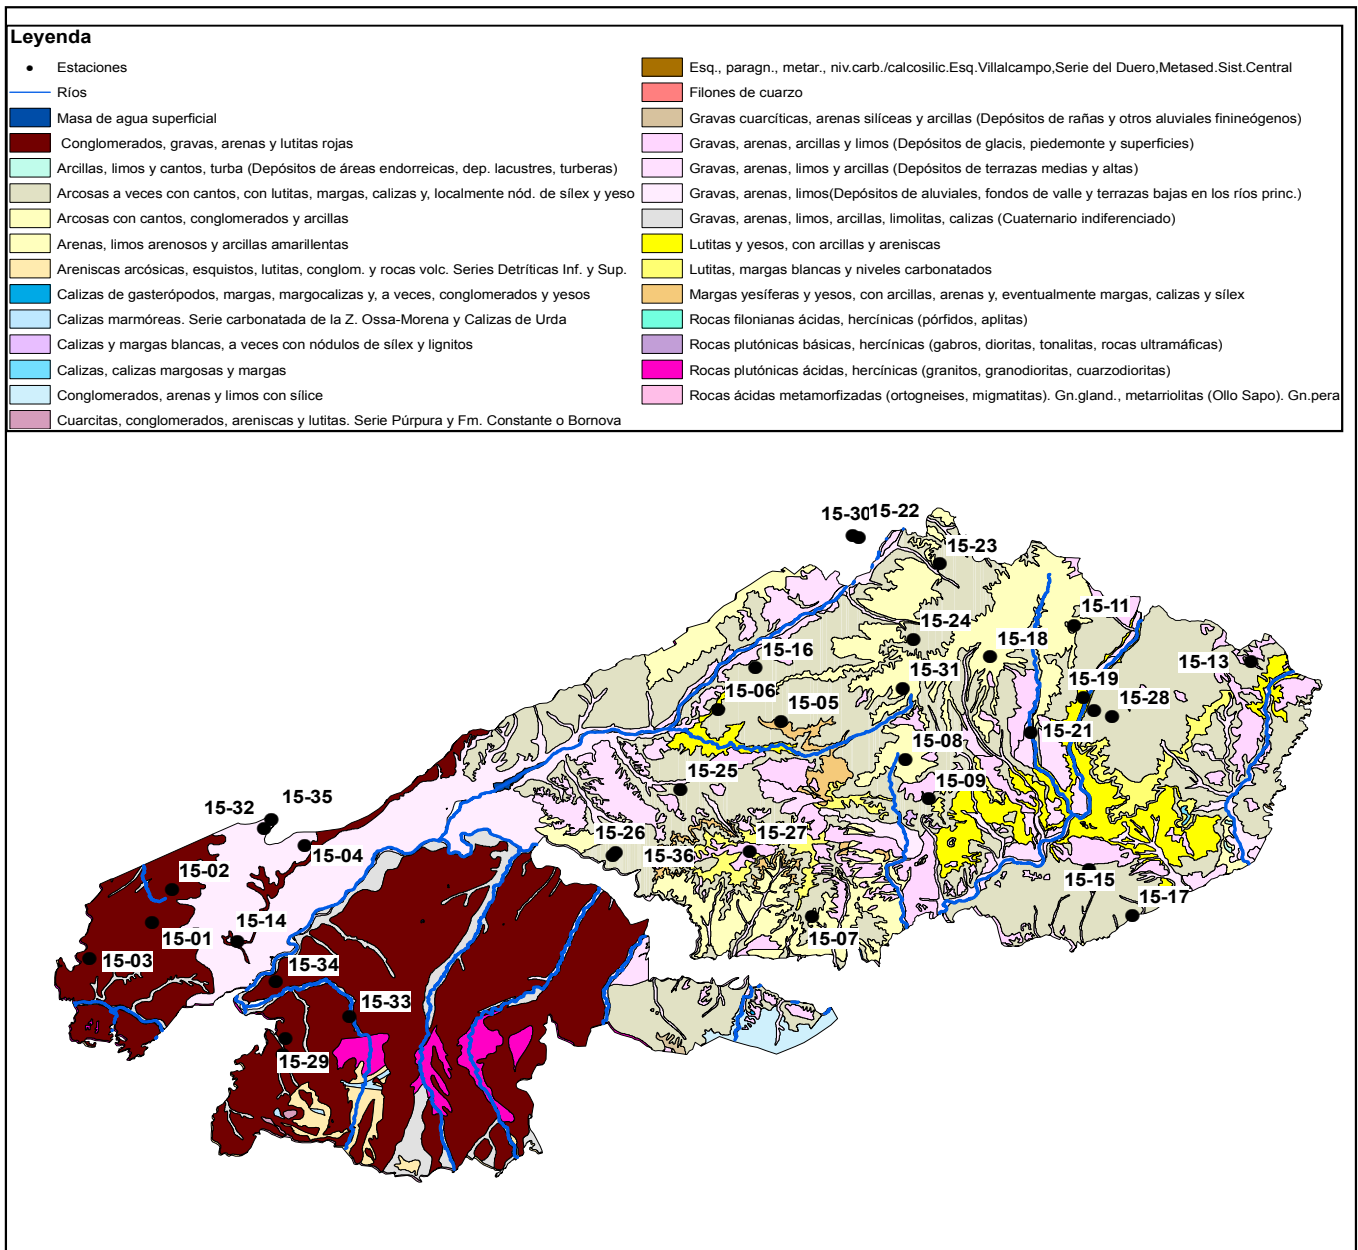 Leyenda
Estaciones
Ríos
Masa de agua superficial
Conglomerados, gravas, arenas y lutitas rojas
Arcillas, limos y cantos, turba (Depósitos de áreas endorreicas, dep. lacustres, turberas)
Arcosas a veces con cantos, con lutitas, margas, calizas y, localmente nód. de sílex y yeso
Arcosas con cantos, conglomerados y arcillas
Arenas, limos arenosos y arcillas amarillentas
Areniscas arcósicas, esquistos, lutitas, conglom. y rocas volc. Series Detríticas Inf. y Sup.
Calizas de gasterópodos, margas, margocalizas y, a veces, conglomerados y yesos
Calizas marmóreas. Serie carbonatada de la Z. Ossa-Morena y Calizas de Urda
Calizas y margas blancas, a veces con nódulos de sílex y lignitos
Calizas, calizas margosas y margas
Conglomerados, arenas y limos con sílice
Cuarcitas, conglomerados, areniscas y lutitas. Serie Púrpura y Fm. Constante o Bornova
Esq., paragn., metar., niv.carb./calcosilic.Esq.Villalcampo,Serie del Duero,Metased.Sist.Central
Filones de cuarzo
Gravas cuarcíticas, arenas silíceas y arcillas (Depósitos de rañas y otros aluviales finineógenos)
Gravas, arenas, arcillas y limos (Depósitos de glacis, piedemonte y superficies)
Gravas, arenas, limos y arcillas (Depósitos de terrazas medias y altas)
Gravas, arenas, limos(Depósitos de aluviales, fondos de valle y terrazas bajas en los ríos princ.)
Gravas, arenas, limos, arcillas, limolitas, calizas (Cuaternario indiferenciado)
Lutitas y yesos, con arcillas y areniscas
Lutitas, margas blancas y niveles carbonatados
Margas yesíferas y yesos, con arcillas, arenas y, eventualmente margas, calizas y sílex
Rocas filonianas ácidas, hercínicas (pórfidos, aplitas)
Rocas plutónicas básicas, hercínicas (gabros, dioritas, tonalitas, rocas ultramáficas)
Rocas plutónicas ácidas, hercínicas (granitos, granodioritas, cuarzodioritas)
Rocas ácidas metamorfizadas (ortogneises, migmatitas). Gn.gland., metarriolitas (Ollo Sapo). Gn.pera
15-30
15-22
15-23
15-11
15-24
15-18
15-16
15-13
15-31
15-06
15-05
15-19
15-28
15-21
15-08
15-25
15-09
15-35
15-32
15-04
15-26
15-36
15-27
15-02
15-15
15-17
15-14
15-01
15-07
15-03
15-34
15-33
15-29